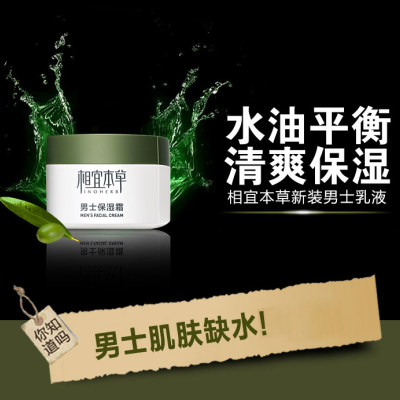 水油平衡
清爽保湿
相宜本草新装男士乳液
相宜本草
INOHERB
男士保湿霜
MEN'S FACIAL CREAM
你知
道吗
男士肌肤缺水!